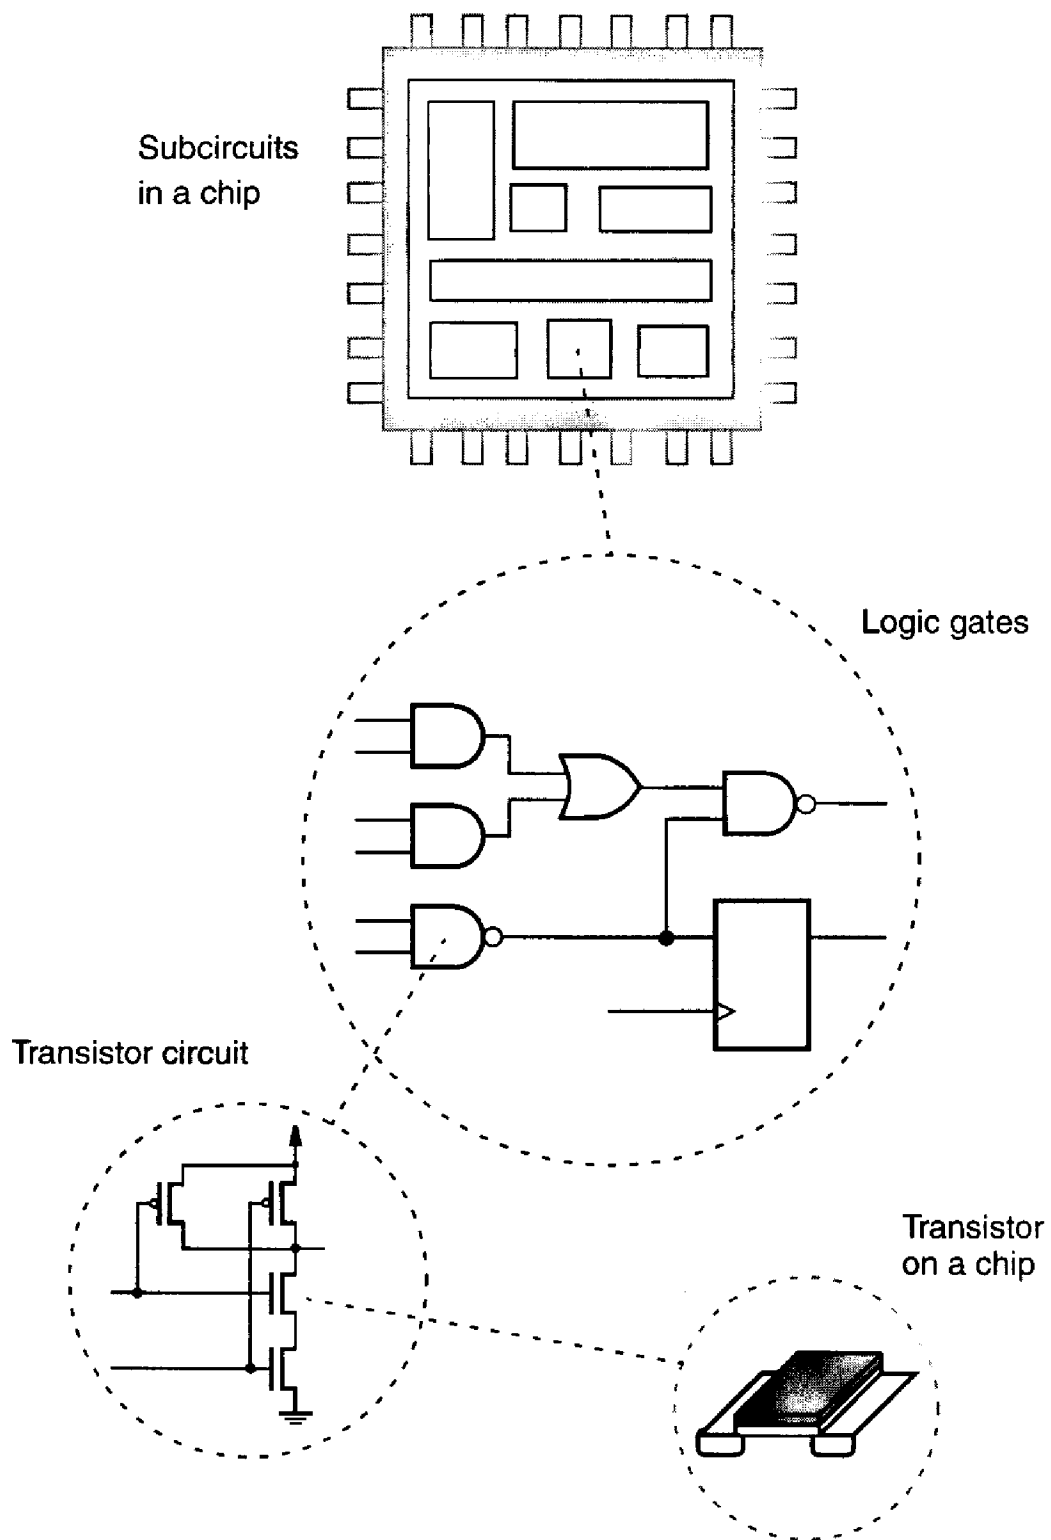 Subcircuits
in a chip
Logic gates
Transistor circuit
Transistor
on a chip